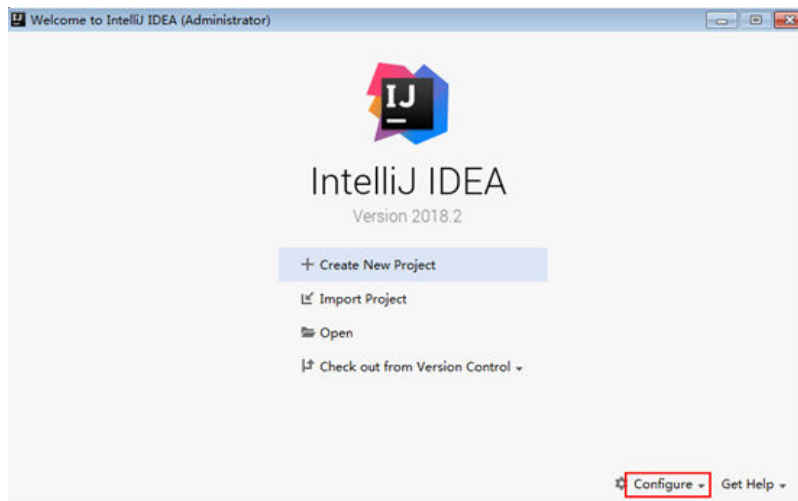 Welcome to IntelliJ IDEA (Administrator)
IJ
IntelliJ IDEA
Version 2018.2
Create New Project
Import Project
Open
Check out from Version Control
Configure Get Help